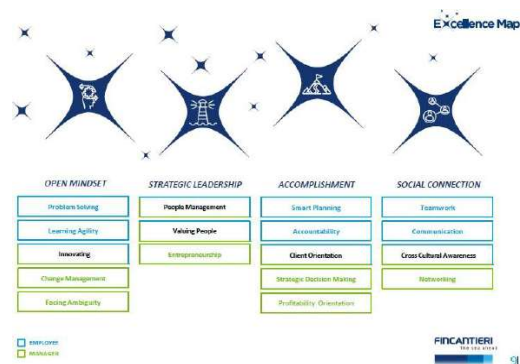 Excellence Map
OPEN MINDSET
STRATEGIC LEADERSHIP
ACCOMPLISHMENT
SOCIAL CONNECTION
Problem Solving
People Management
Smart Planning
Teamwork
Learning Agility
Valuing People
Accountability
Communication
Innovating
Entrepreneurship
Client Orientation
Cross Cultural Awareness
Change Management
Strategic Decision Making
Networking
Facing Ambiguity
Profitability Orientation
EMPLOYEE
MANAGER
FINCANTIERI